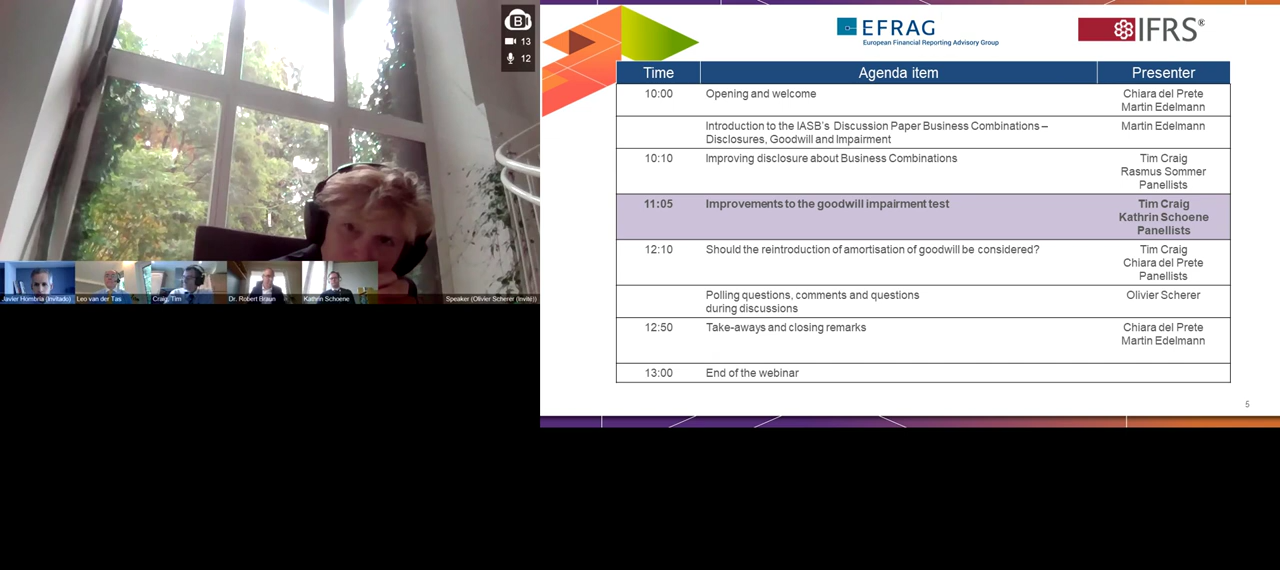 B
13
12
Javier Hombria (invitado)
Leo van der Tas
Craig, Tim
Dr. Robert Braun
Kathrin Schoene
Speaker (Olivier Scherer (Invité))
EFRAG
European Financial Reporting Advisory Group
IFRS®
Time Agenda item Presenter
10:00 Opening and welcome Chiara del Prete
Martin Edelmann
Introduction to the IASB's Discussion Paper Business Combinations – Martin Edelmann
Disclosures, Goodwill and Impairment
10:10 Improving disclosure about Business Combinations Tim Craig
Rasmus Sommer
Panellists
11:05 Improvements to the goodwill impairment test Tim Craig
Kathrin Schoene
Panellists
12:10 Should the reintroduction of amortisation of goodwill be considered? Tim Craig
Chiara del Prete
Panellists
Polling questions, comments and questions Olivier Scherer
during discussions
12:50 Take-aways and closing remarks Chiara del Prete
Martin Edelmann
13:00 End of the webinar
5